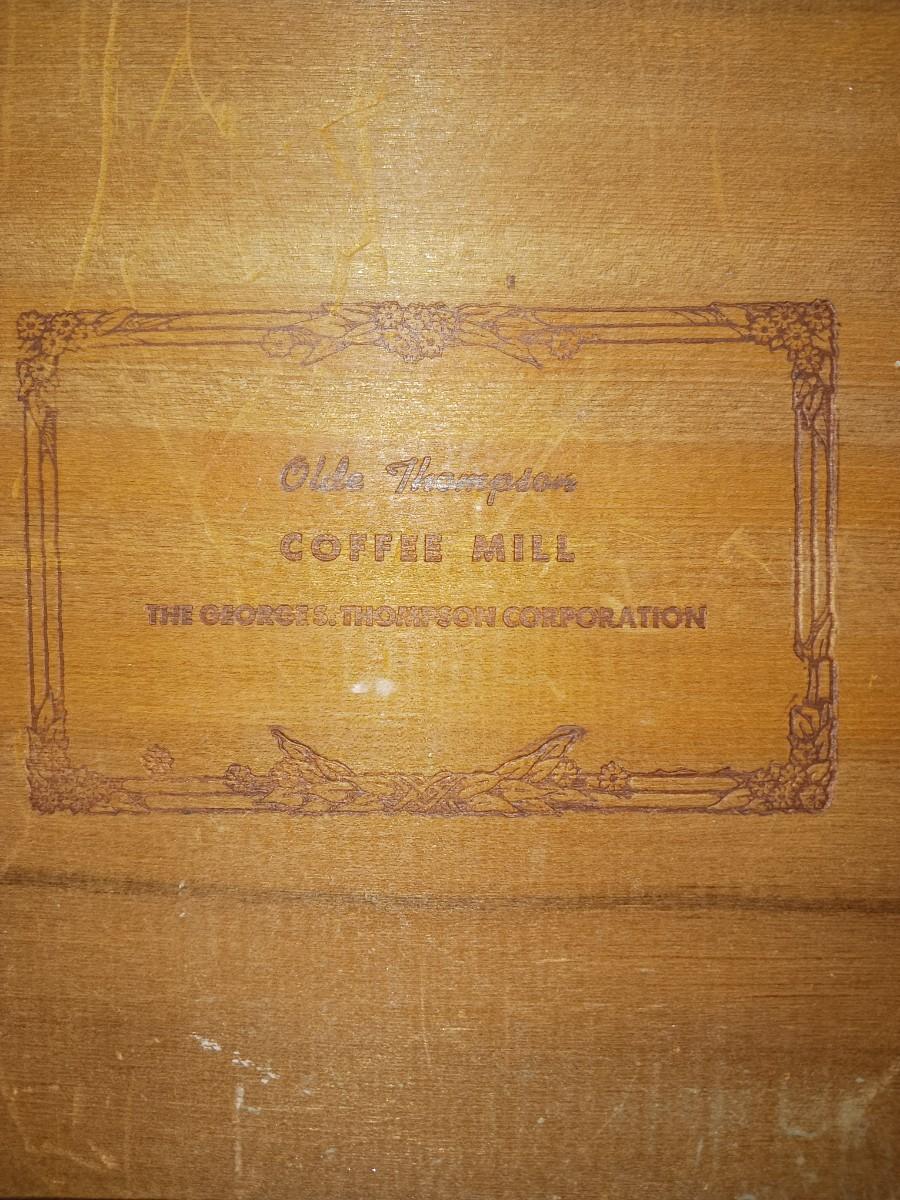 Olde Thompson
COFFEE MILL
THE GEORGE S. THOMPSON CORPORATION